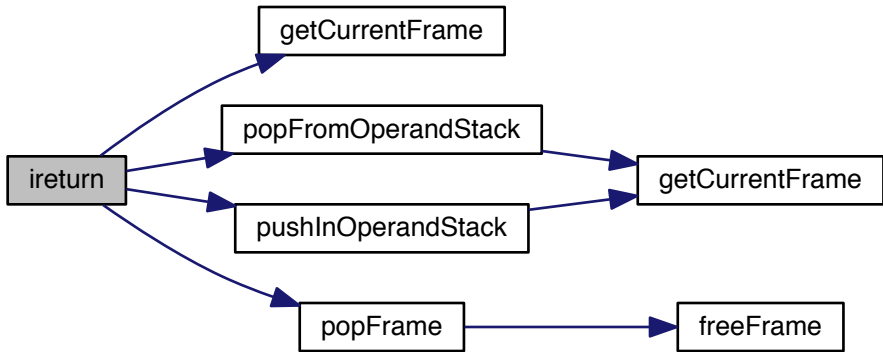 getCurrentFrame
popFromOperandStack
ireturn
getCurrentFrame
pushInOperandStack
popFrame
freeFrame